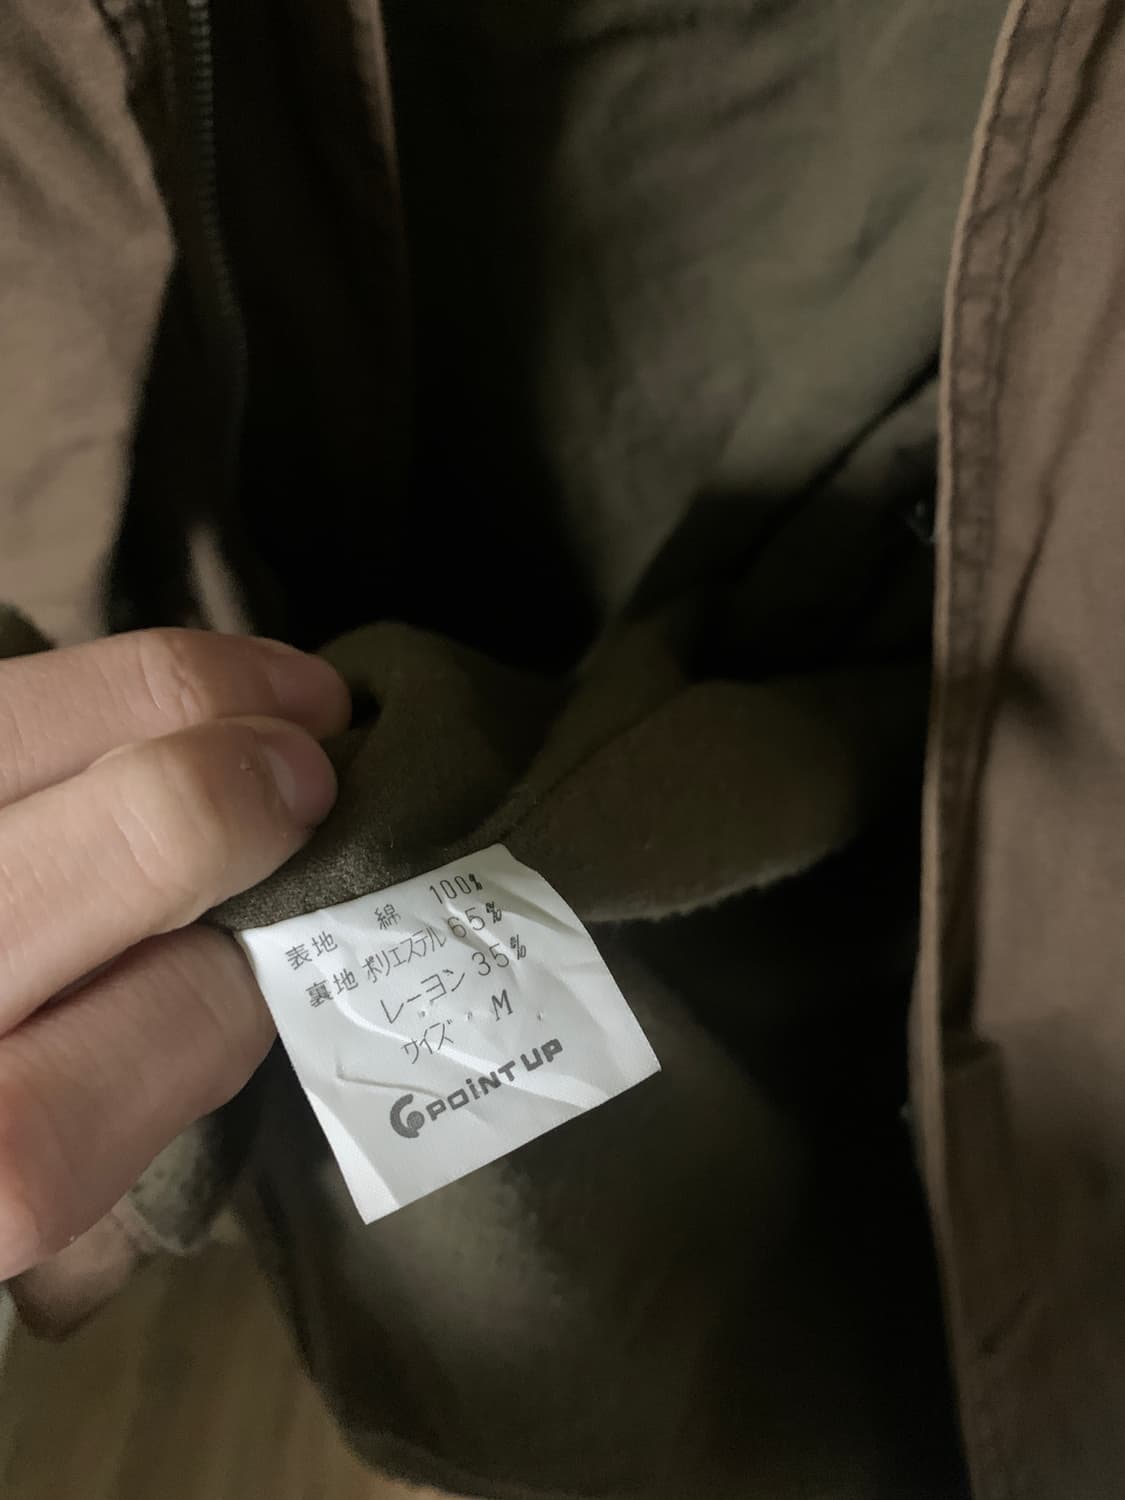 表地 綿 100%
裏地 ポリエステル 65%
レーヨン 35%
サイズ M
POINT UP